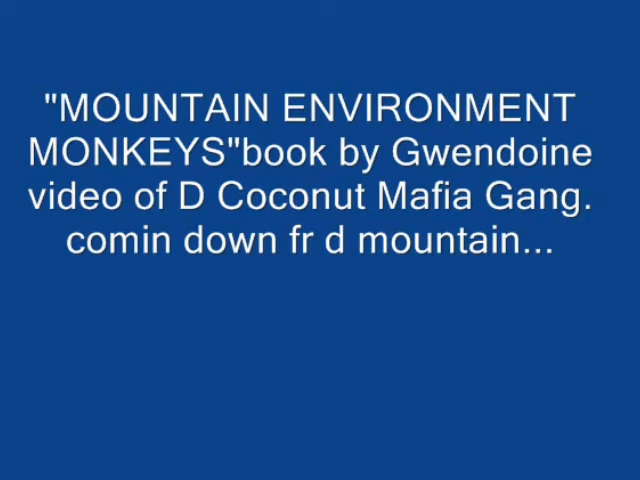 "MOUNTAIN ENVIRONMENT
MONKEYS"book by Gwendoine
video of D Coconut Mafia Gang.
comin down fr d mountain...